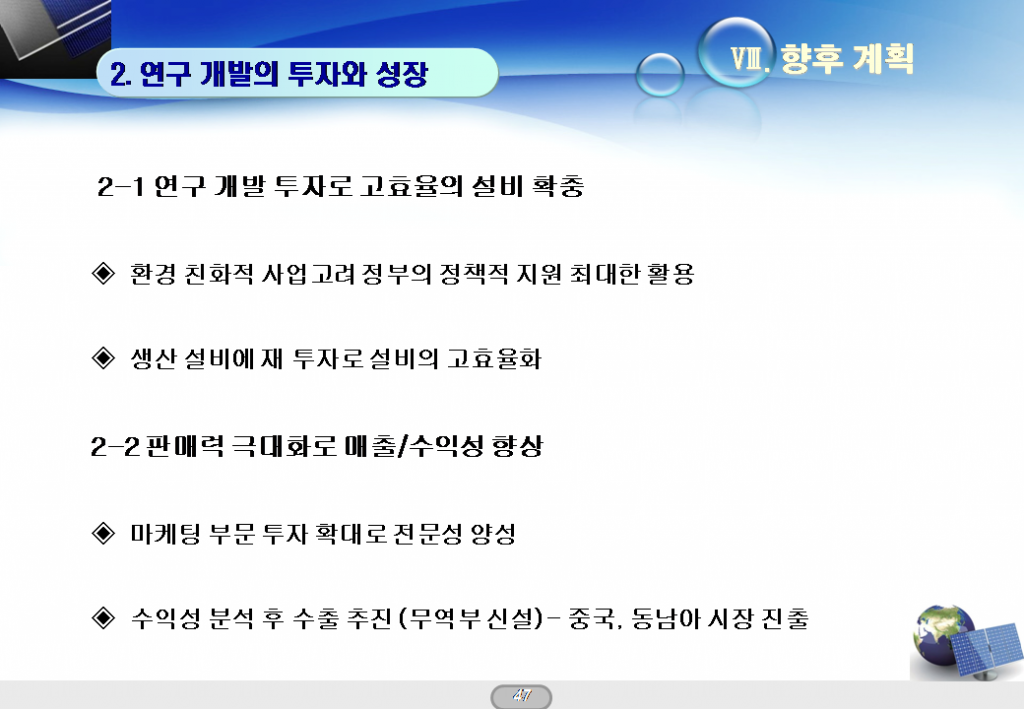 2. 연구 개발의 투자와 성장
Ⅷ. 향후 계획
2-1 연구 개발 투자로 고효율의 설비 확충
◈ 환경 친화적 사업고려 정부의 정책적 지원 최대한 활용
◈ 생산 설비에 재 투자로 설비의 고효율화
2-2 판매력 극대화로 매출/수익성 향상
◈ 마케팅 부문 투자 확대로 전문성 양성
◈ 수익성 분석 후 수출 추진 (무역부 신설)- 중국, 동남아 시장 진출
47